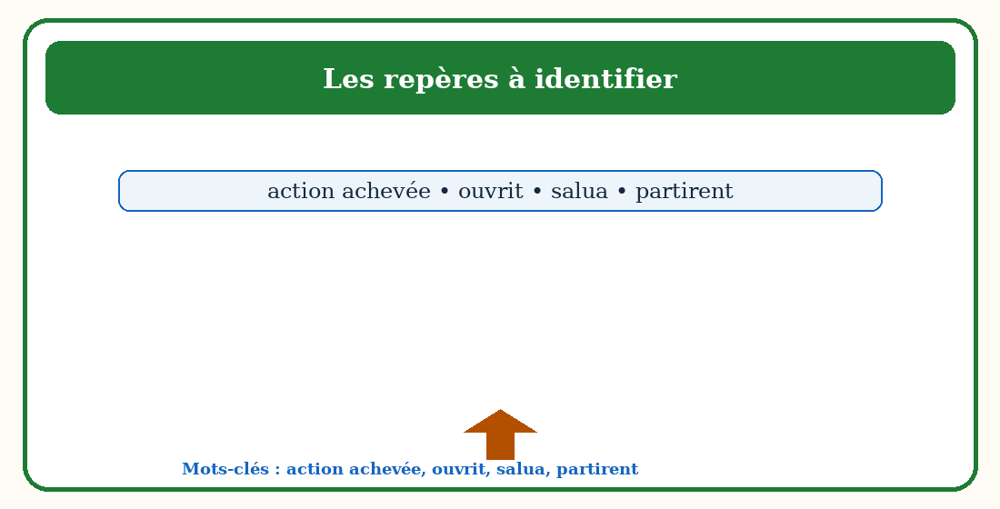 Les repères à identifier
action achevée • ouvrit • salua • partirent
Mots-clés : action achevée, ouvrit, salua, partirent